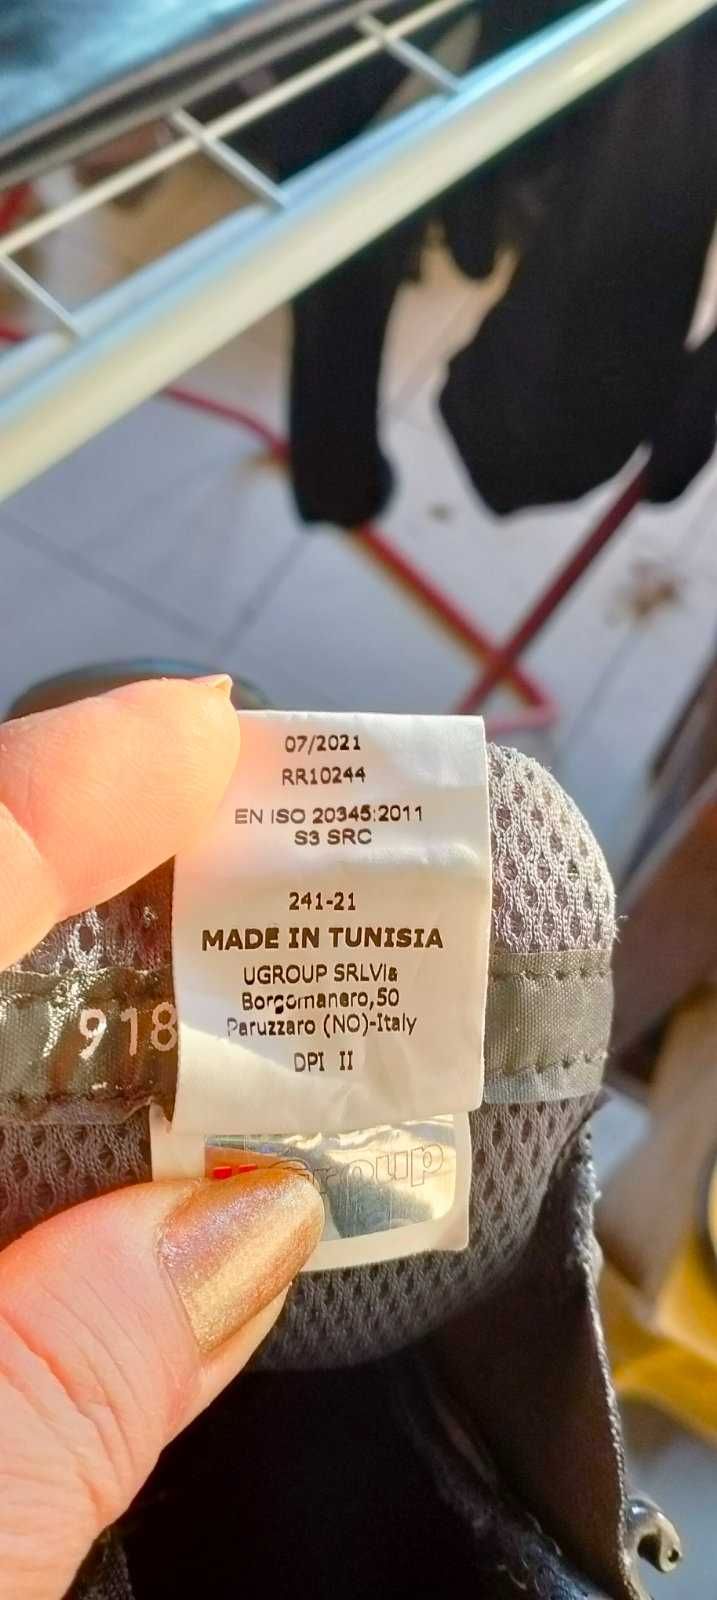 07/2021
RR10244
EN ISO 20345:2011
S3 SRC
241-21
MADE IN TUNISIA
UGROUP SRLVia
Borgomanero,50
Paruzzaro (NO)-Italy
DPI II
918
Group